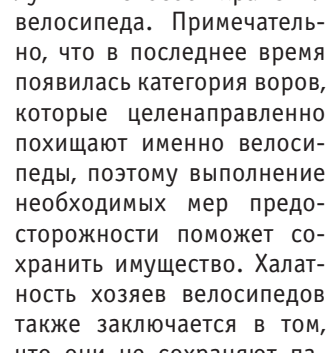 велосипеда. Примечатель-
но, что в последнее время
появилась категория воров,
которые целенаправленно
похищают именно велоси-
педы, поэтому выполнение
необходимых мер предо-
сторожности поможет со-
хранить имущество. Халат-
ность хозяев велосипедов
также заключается в том,
что они не сохраняют па-